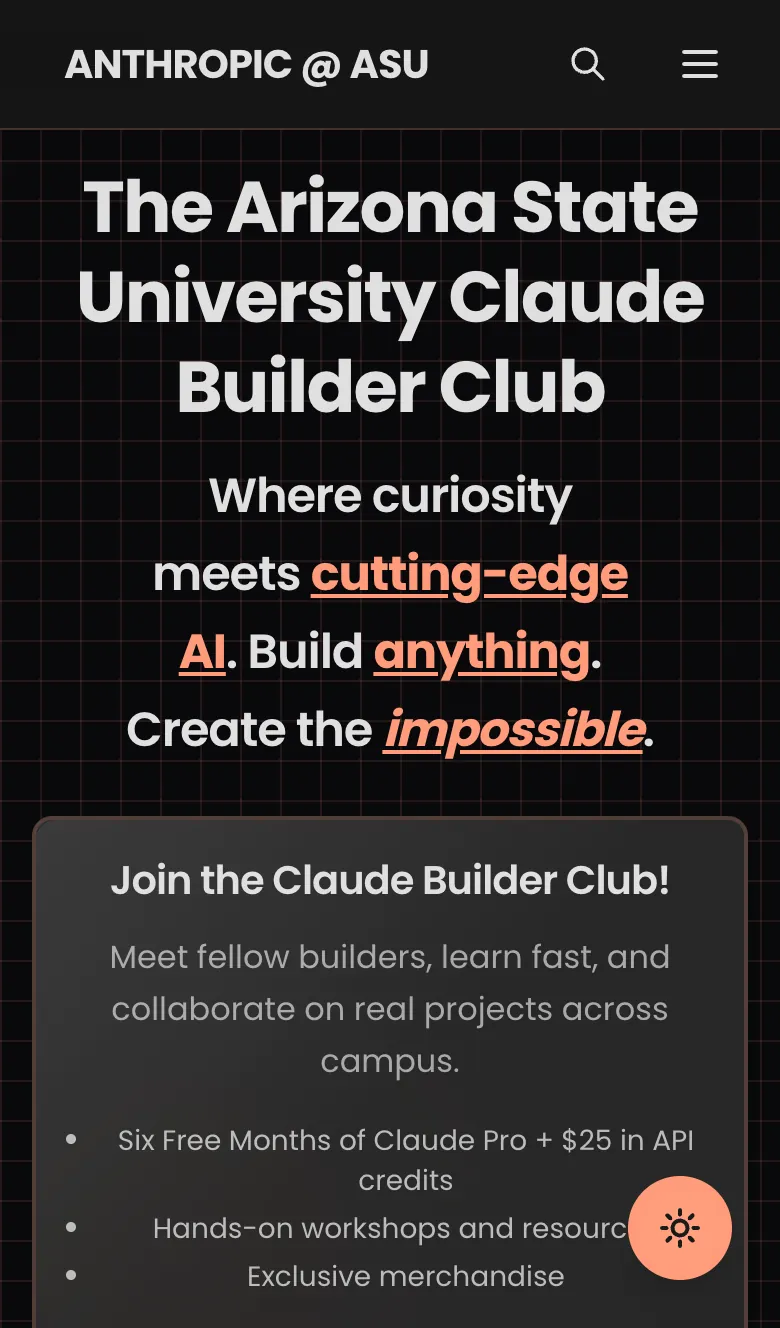 ANTHROPIC @ ASU
The Arizona State
University Claude
Builder Club
Where curiosity
meets cutting-edge
AI. Build anything.
Create the impossible.
Join the Claude Builder Club!
Meet fellow builders, learn fast, and
collaborate on real projects across
campus.
• Six Free Months of Claude Pro + $25 in API
credits
• Hands-on workshops and
• Exclusive merchandise